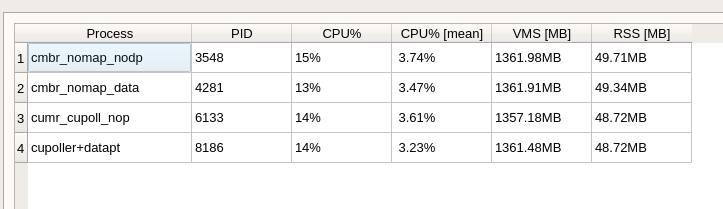 Process PID CPU% CPU% [mean] VMS [MB] RSS [MB]
1 cmbr_nomap_nodp 3548 15% 3.74% 1361.98MB 49.71MB
2 cmbr_nomap_data 4281 13% 3.47% 1361.91MB 49.34MB
3 cumr_cupoll_nop 6133 14% 3.61% 1357.18MB 48.72MB
4 cupoller+datapt 8186 14% 3.23% 1361.48MB 48.72MB